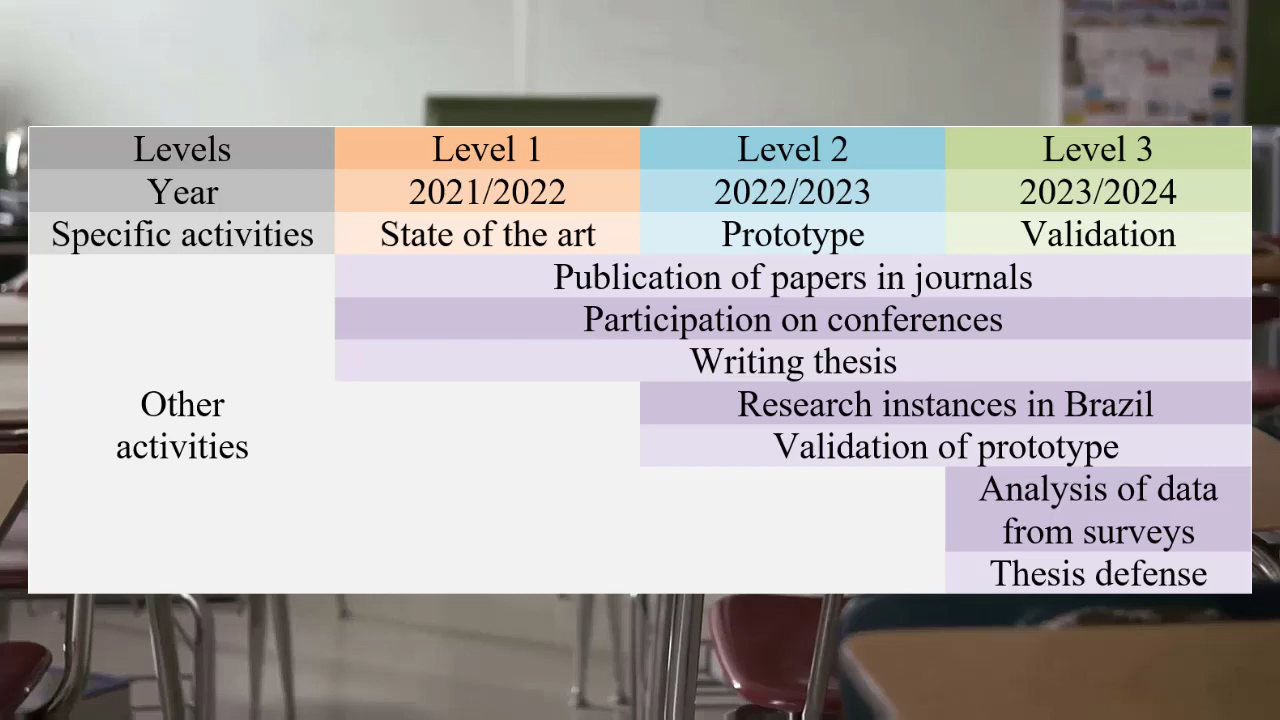 Levels Level 1 Level 2 Level 3
Year 2021/2022 2022/2023 2023/2024
Specific activities State of the art Prototype Validation
Publication of papers in journals
Participation on conferences
Writing thesis
Other Research instances in Brazil
activities Validation of prototype
Analysis of data
from surveys
Thesis defense